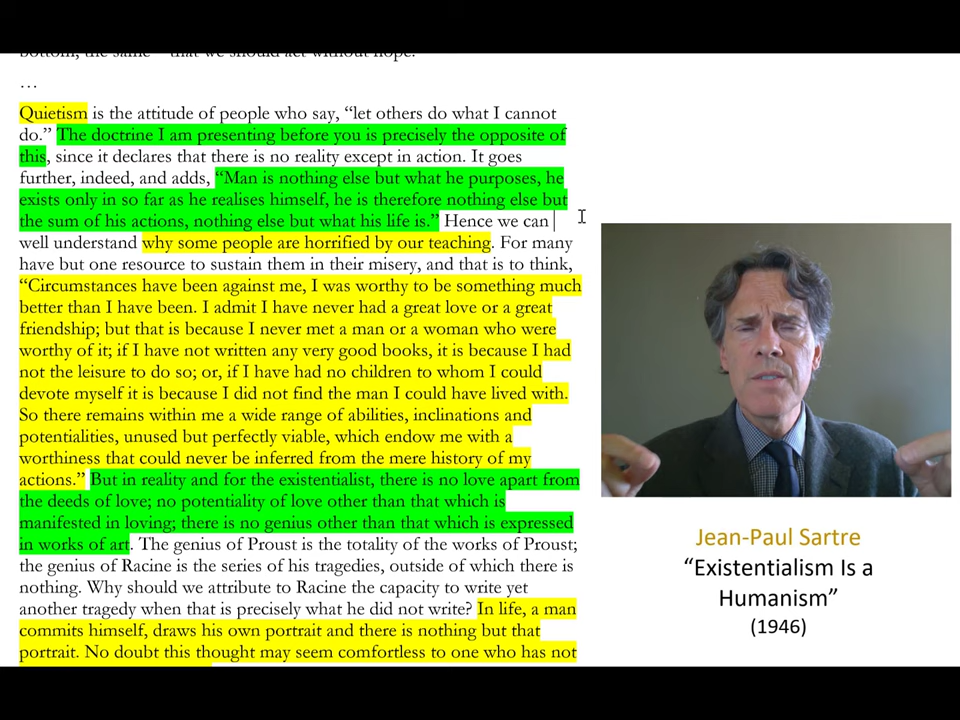 bottom, the same – that we should act without hope.
…
Quietism is the attitude of people who say, “let others do what I cannot
do.” The doctrine I am presenting before you is precisely the opposite of
this, since it declares that there is no reality except in action. It goes
further, indeed, and adds, “Man is nothing else but what he purposes, he
exists only in so far as he realises himself, he is therefore nothing else but
the sum of his actions, nothing else but what his life is.” Hence we can
well understand why some people are horrified by our teaching. For many
have but one resource to sustain them in their misery, and that is to think,
“Circumstances have been against me, I was worthy to be something much
better than I have been. I admit I have never had a great love or a great
friendship; but that is because I never met a man or a woman who were
worthy of it; if I have not written any very good books, it is because I had
not the leisure to do so; or, if I have had no children to whom I could
devote myself it is because I did not find the man I could have lived with.
So there remains within me a wide range of abilities, inclinations and
potentialities, unused but perfectly viable, which endow me with a
worthiness that could never be inferred from the mere history of my
actions.” But in reality and for the existentialist, there is no love apart from
the deeds of love; no potentiality of love other than that which is
manifested in loving; there is no genius other than that which is expressed
in works of art. The genius of Proust is the totality of the works of Proust;
the genius of Racine is the series of his tragedies, outside of which there is
nothing. Why should we attribute to Racine the capacity to write yet
another tragedy when that is precisely what he did not write? In life, a man
commits himself, draws his own portrait and there is nothing but that
portrait. No doubt this thought may seem comfortless to one who has not
Jean-Paul Sartre
“Existentialism Is a
Humanism”
(1946)